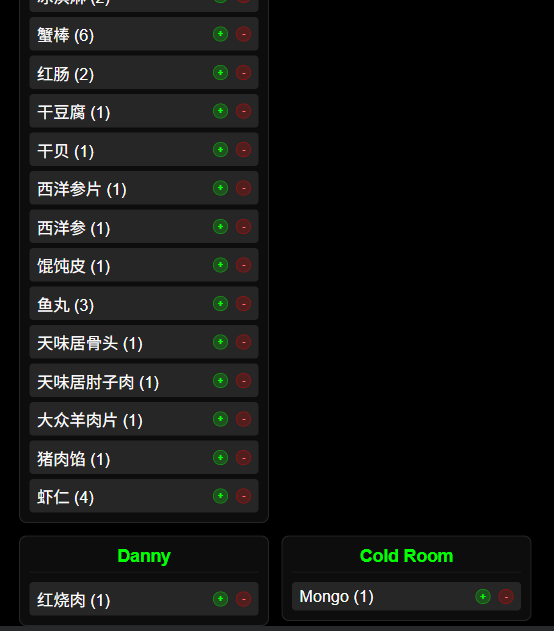 蟹棒 (6)
红肠 (2)
干豆腐 (1)
干贝 (1)
西洋参片 (1)
西洋参 (1)
馄饨皮 (1)
鱼丸 (3)
天味居骨头 (1)
天味居肘子肉 (1)
大众羊肉片 (1)
猪肉馅 (1)
虾仁 (4)
Danny
红烧肉 (1)
Cold Room
Mongo (1)